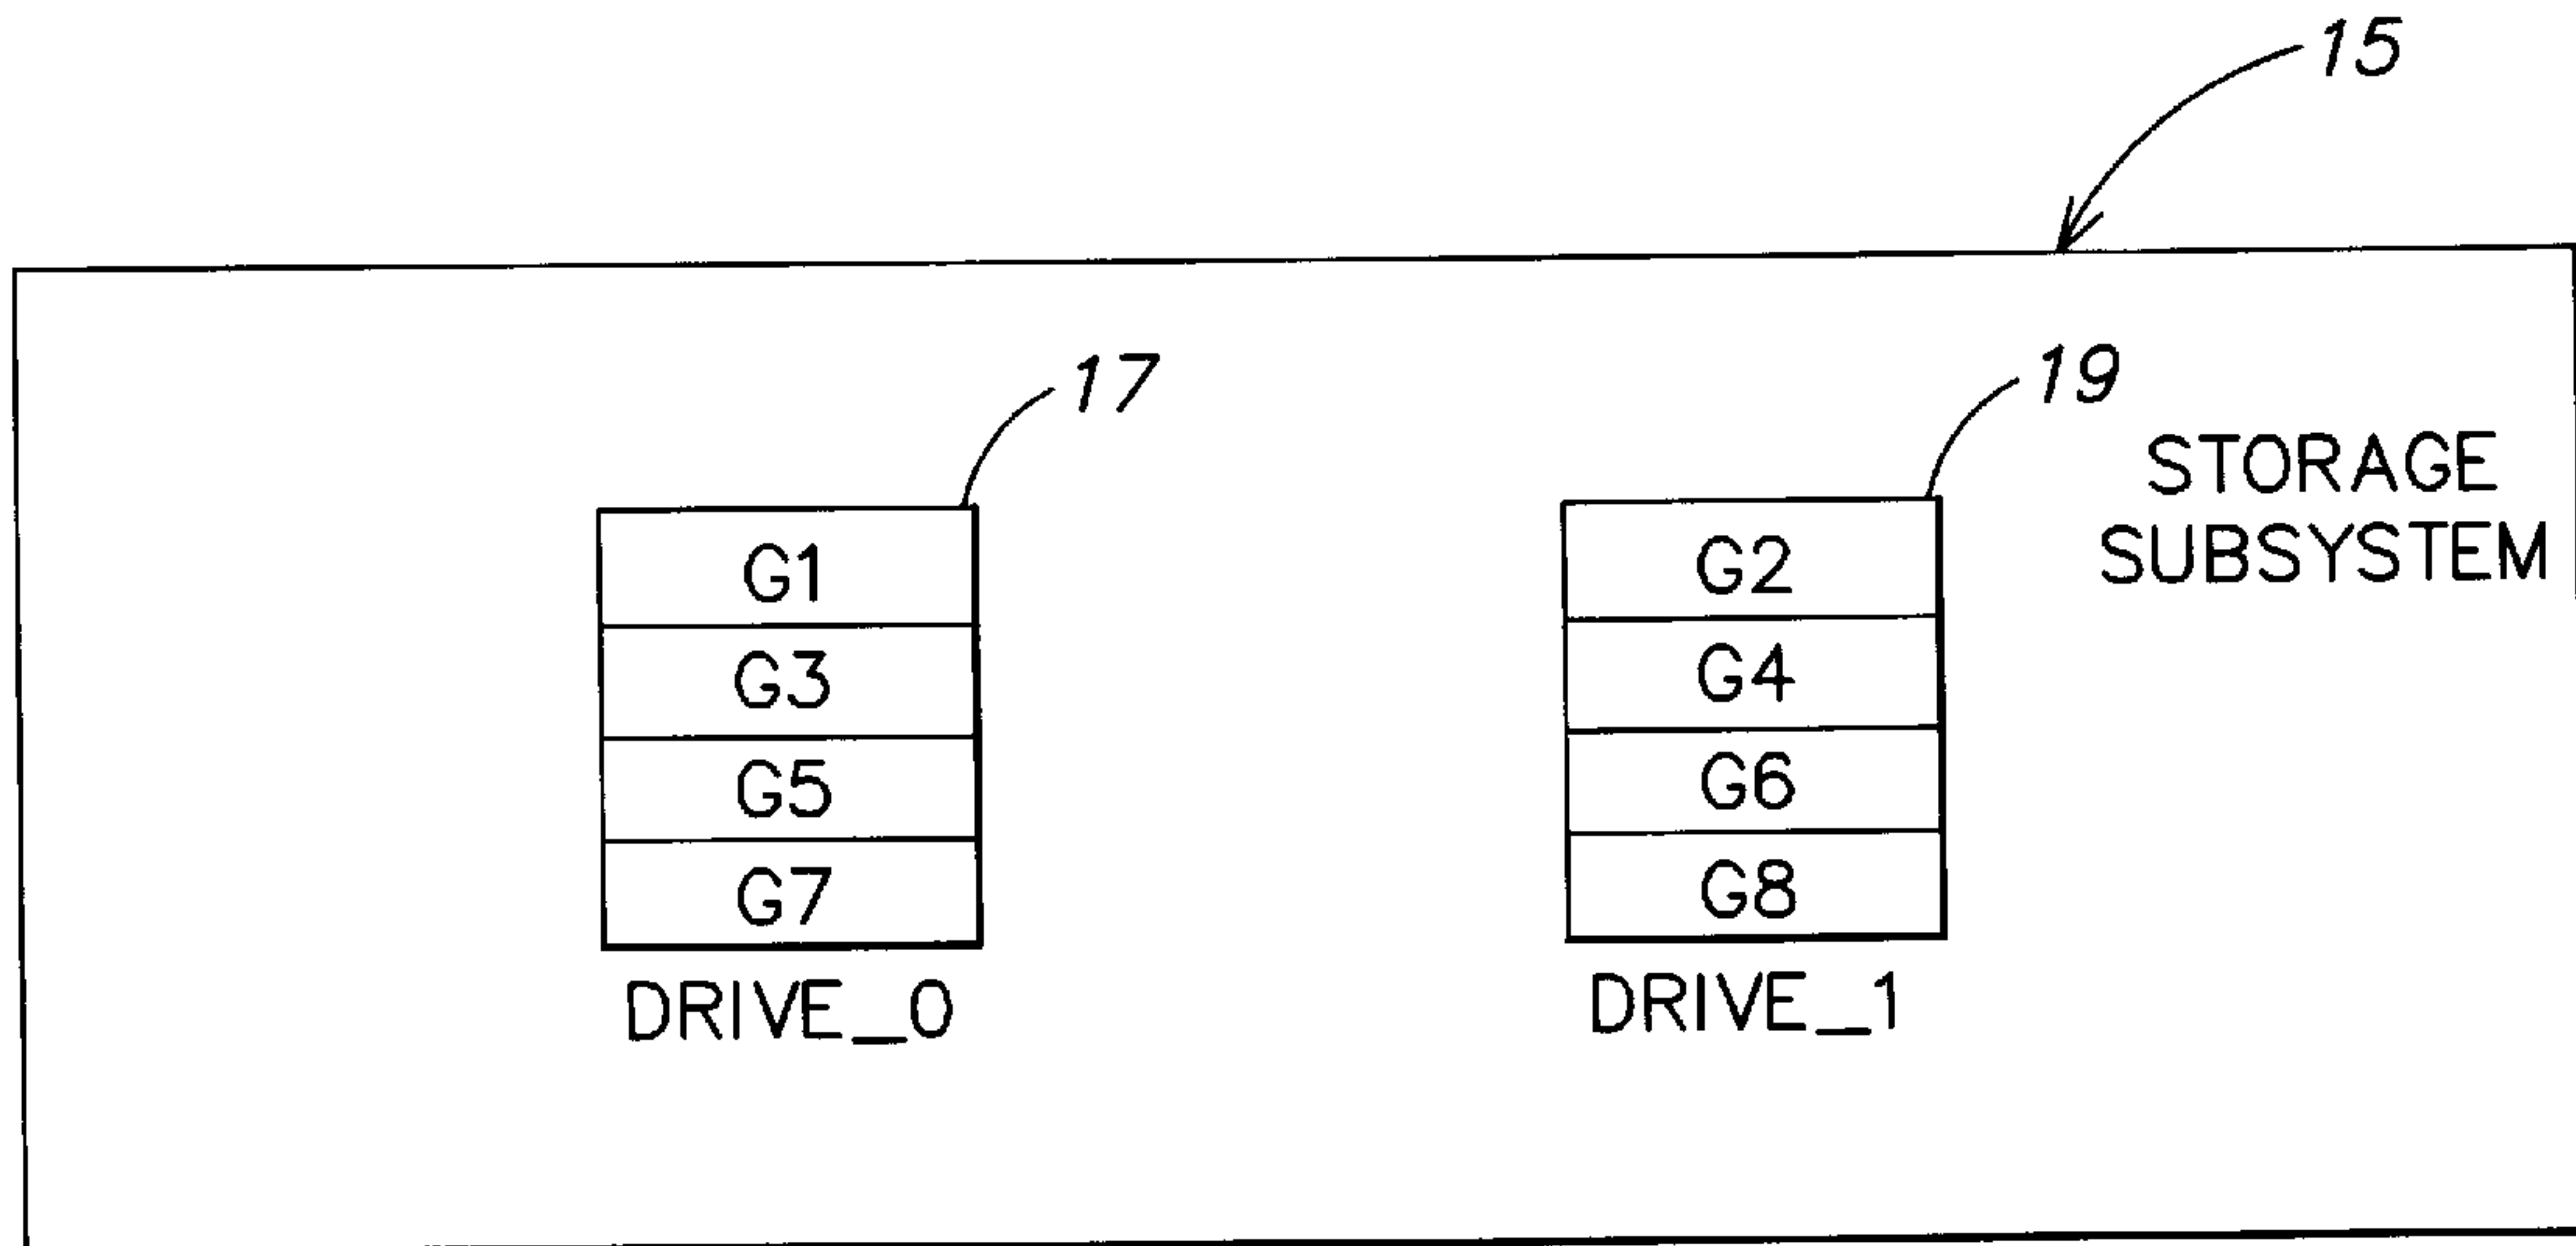 15
17
19
STORAGE
SUBSYSTEM
G1
G3
G5
G7
DRIVE_0
G2
G4
G6
G8
DRIVE_1